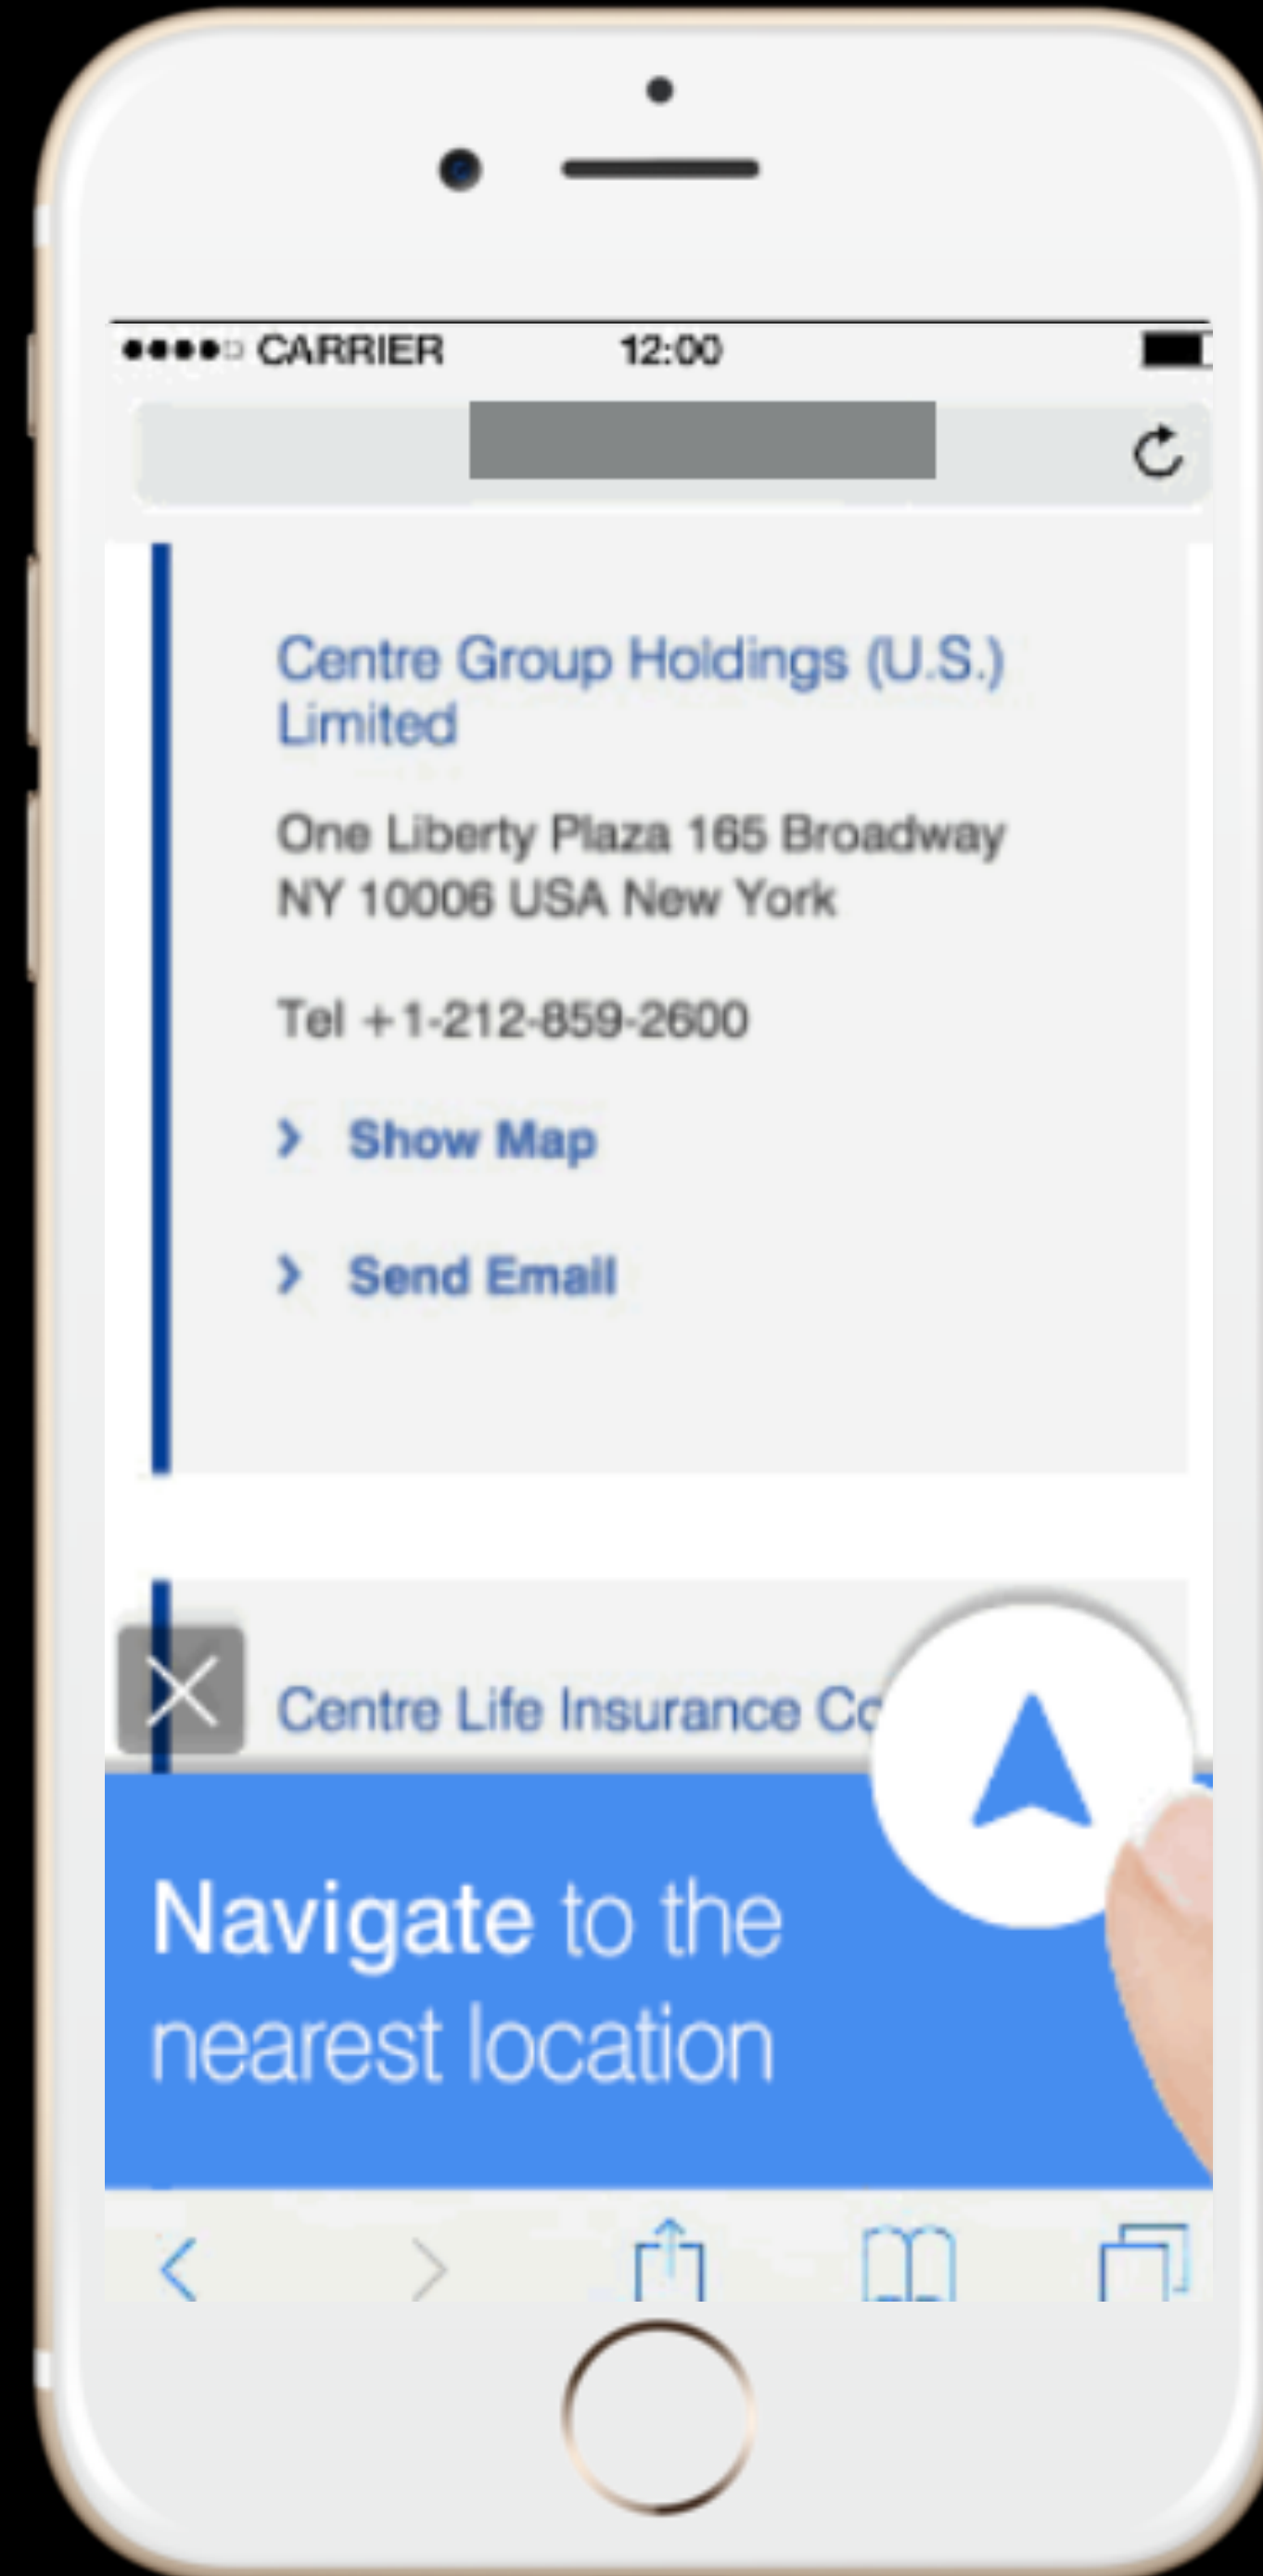 CARRIER 12:00
Centre Group Holdings (U.S.)
Limited
One Liberty Plaza 165 Broadway
NY 10006 USA New York
Tel +1-212-859-2600
Show Map
Send Email
Centre Life Insurance Co
Navigate to the
nearest location